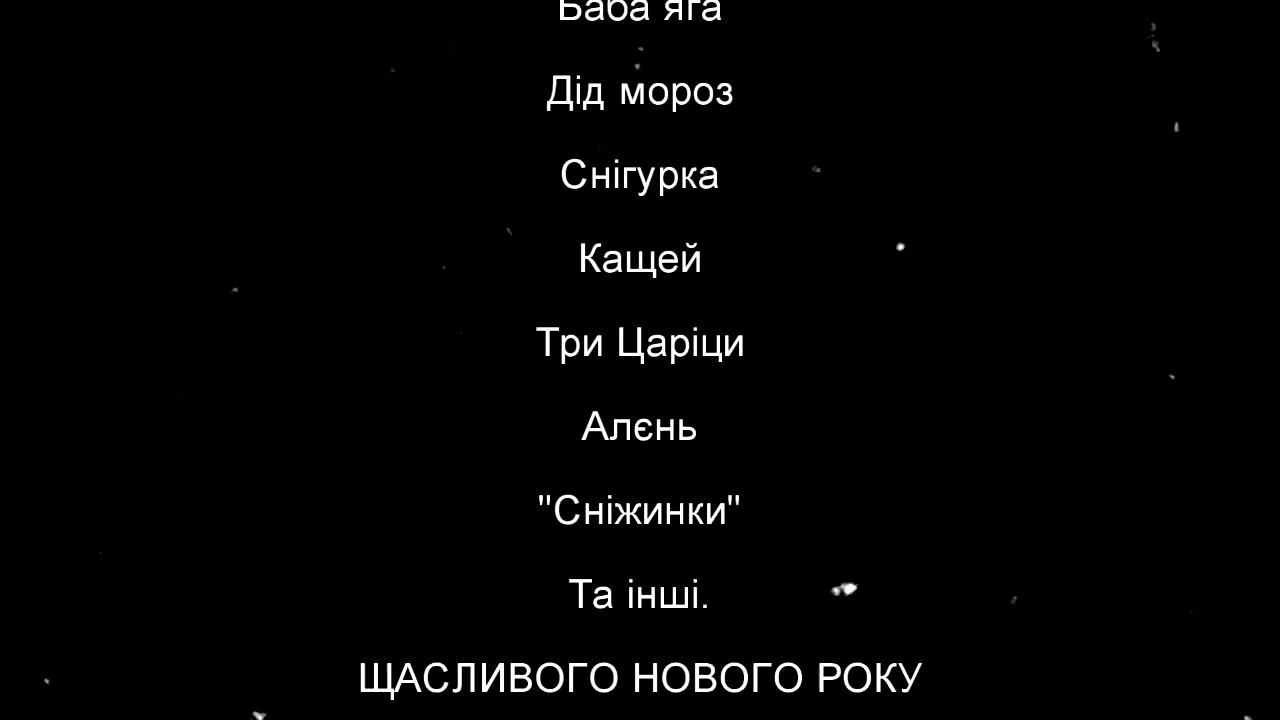 Баба яга
Дід мороз
Снігурка
Кащей
Три Царіци
Алєнь
"Сніжинки"
Та інші.
ЩАСЛИВОГО НОВОГО РОКУ